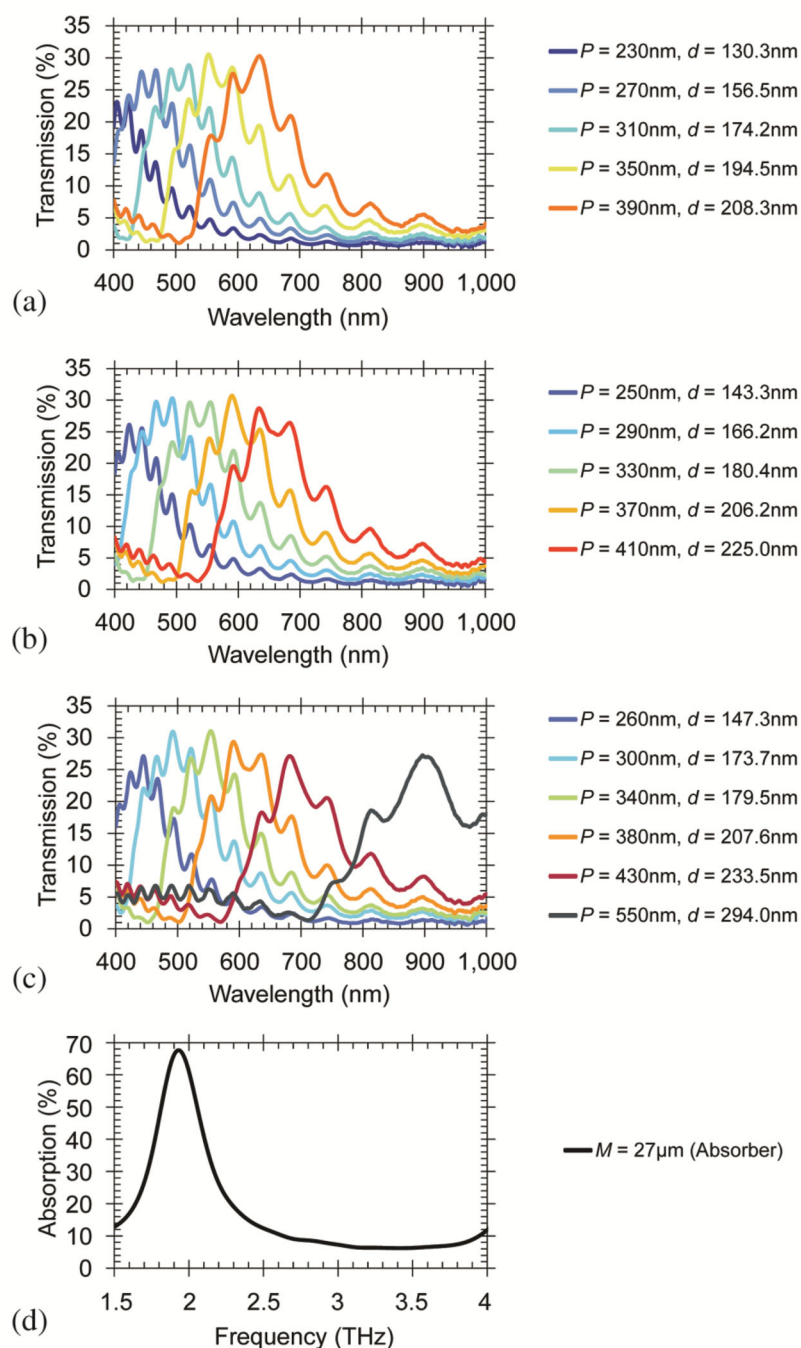 35
30
25
20
15
10
5
0
Transmission (%)
400 500 600 700 800 900 1,000
Wavelength (nm)
(a)
P = 230nm, d = 130.3nm
P = 270nm, d = 156.5nm
P = 310nm, d = 174.2nm
P = 350nm, d = 194.5nm
P = 390nm, d = 208.3nm
35
30
25
20
15
10
5
0
Transmission (%)
400 500 600 700 800 900 1,000
Wavelength (nm)
(b)
P = 250nm, d = 143.3nm
P = 290nm, d = 166.2nm
P = 330nm, d = 180.4nm
P = 370nm, d = 206.2nm
P = 410nm, d = 225.0nm
35
30
25
20
15
10
5
0
Transmission (%)
400 500 600 700 800 900 1,000
Wavelength (nm)
(c)
P = 260nm, d = 147.3nm
P = 300nm, d = 173.7nm
P = 340nm, d = 179.5nm
P = 380nm, d = 207.6nm
P = 430nm, d = 233.5nm
P = 550nm, d = 294.0nm
70
60
50
40
30
20
10
0
Absorption (%)
1.5 2 2.5 3 3.5 4
Frequency (THz)
(d)
M = 27μm (Absorber)